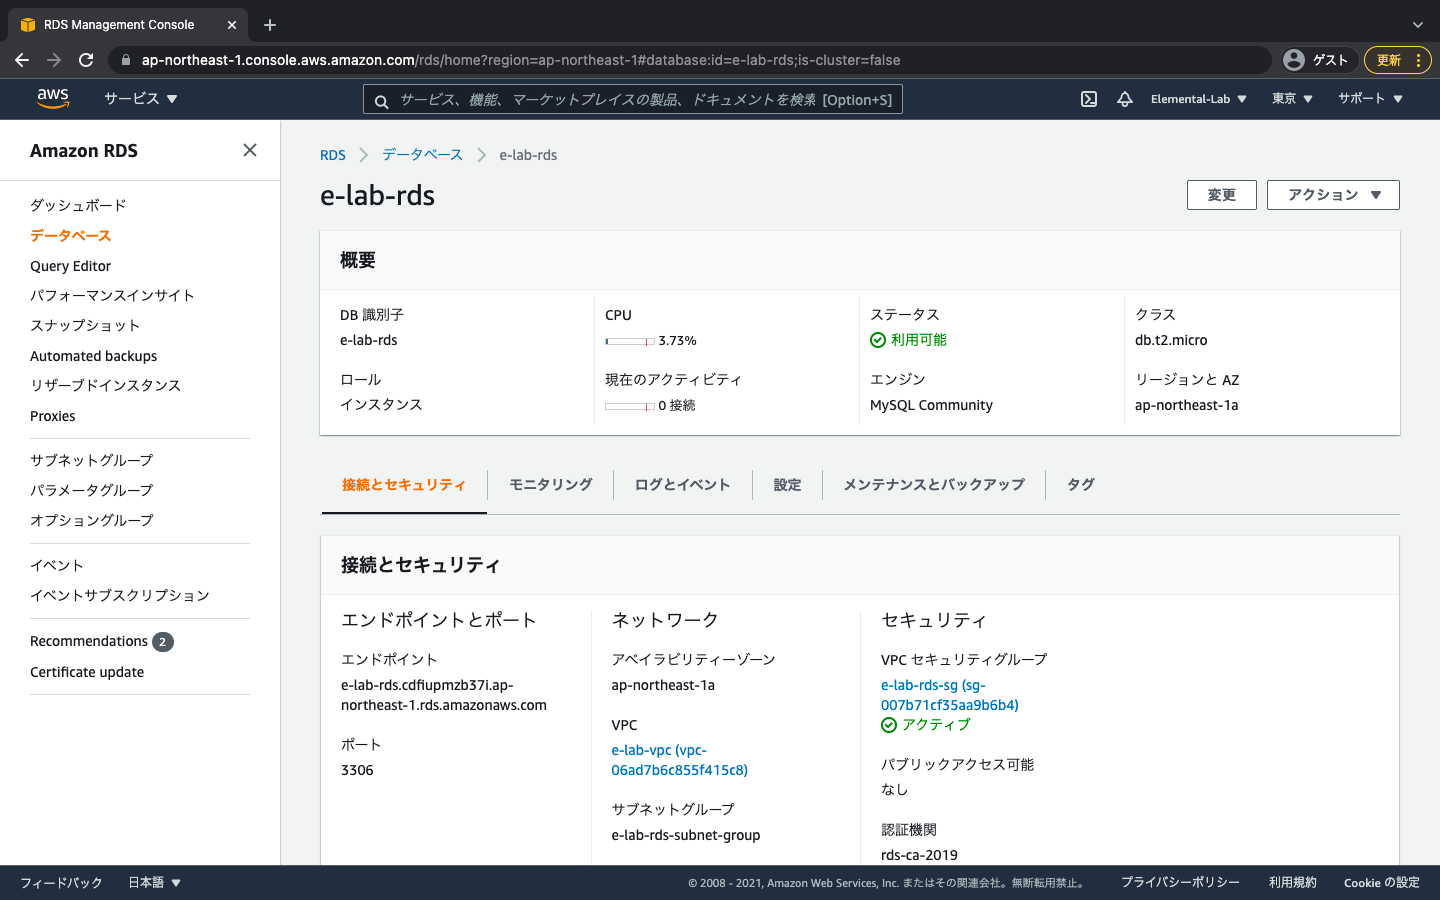 RDS Management Console
ap-northeast-1.console.aws.amazon.com/rds/home?region=ap-northeast-1#database:id=e-lab-rds;is-cluster=false
ゲスト
更新
aws
サービス
サービス、機能、マーケットプレイスの製品、ドキュメントを検索 [Option+S]
Elemental-Lab
東京
サポート
Amazon RDS
ダッシュボード
データベース
Query Editor
パフォーマンスインサイト
スナップショット
Automated backups
リザーブドインスタンス
Proxies
サブネットグループ
パラメータグループ
オプショングループ
イベント
イベントサブスクリプション
Recommendations 2
Certificate update
RDS
データベース
e-lab-rds
e-lab-rds
変更
アクション
概要
DB 識別子
e-lab-rds
CPU
3.73%
ステータス
利用可能
クラス
db.t2.micro
ロール
インスタンス
現在のアクティビティ
0 接続
エンジン
MySQL Community
リージョンと AZ
ap-northeast-1a
接続とセキュリティ
モニタリング
ログとイベント
設定
メンテナンスとバックアップ
タグ
接続とセキュリティ
エンドポイントとポート
エンドポイント
e-lab-rds.cdfiupmzb37i.ap-
northeast-1.rds.amazonaws.com
ポート
3306
ネットワーク
アベイラビリティーゾーン
ap-northeast-1a
VPC
e-lab-vpc (vpc-
06ad7b6c855f415c8)
サブネットグループ
e-lab-rds-subnet-group
セキュリティ
VPC セキュリティグループ
e-lab-rds-sg (sg-
007b71cf35aa9b6b4)
アクティブ
パブリックアクセス可能
なし
認証機関
rds-ca-2019
フィードバック
日本語
© 2008 - 2021, Amazon Web Services, Inc. またはその関連会社。無断転用禁止。
プライバシーポリシー
利用規約
Cookie の設定